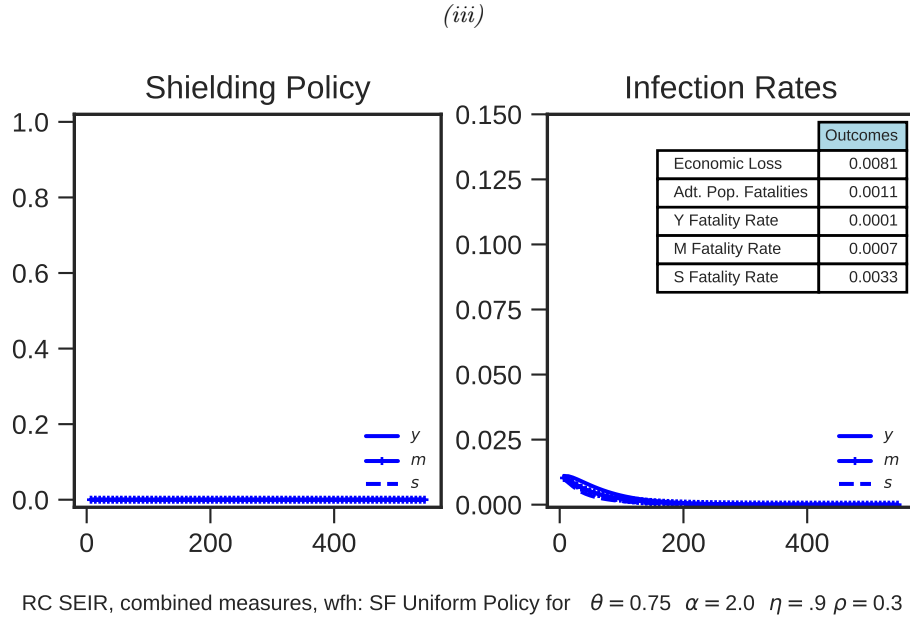 (iii)
Shielding Policy
Infection Rates
1.0
0.8
0.6
0.4
0.2
0.0
0 200 400
y
m
s
0.150
0.125
0.100
0.075
0.050
0.025
0.000
0 200 400
Outcomes
Economic Loss 0.0081
Adt. Pop. Fatalities 0.0011
Y Fatality Rate 0.0001
M Fatality Rate 0.0007
S Fatality Rate 0.0033
y
m
s
RC SEIR, combined measures, wfh: SF Uniform Policy for θ = 0.75 α = 2.0 η = .9 ρ = 0.3